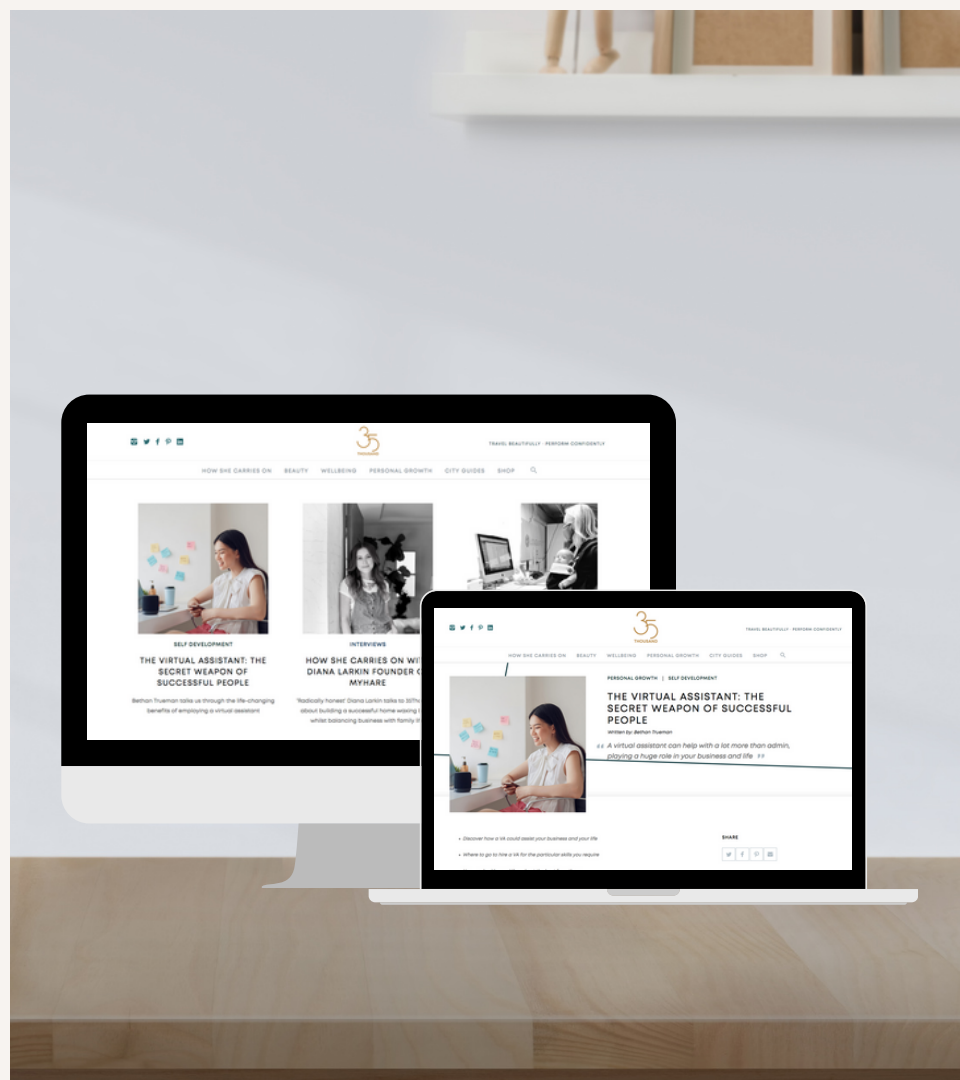 35
THOUSAND
TRAVEL BEAUTIFULLY · PERFORM CONFIDENTLY
HOW SHE CARRIES ON BEAUTY WELLBEING PERSONAL GROWTH CITY GUIDES SHOP
SELF DEVELOPMENT
THE VIRTUAL ASSISTANT: THE
SECRET WEAPON OF
SUCCESSFUL PEOPLE
Bethan Trueman talks us through the life-changing
benefits of employing a virtual assistant
INTERVIEWS
HOW SHE CARRIES ON
DIANA LARKIN FOUNDER
MYHARE
'Radically honest' Diana Larkin talks to
about building a successful home
whilst balancing business with family
35
THOUSAND
TRAVEL BEAUTIFULLY · PERFORM CONFIDENTLY
HOW SHE CARRIES ON BEAUTY WELLBEING PERSONAL GROWTH CITY GUIDES SHOP
PERSONAL GROWTH | SELF DEVELOPMENT
THE VIRTUAL ASSISTANT: THE
SECRET WEAPON OF SUCCESSFUL
PEOPLE
Written by: Bethan Trueman
“ A virtual assistant can help with a lot more than admin,
playing a huge role in your business and life ”
• Discover how a VA could assist your business and your life
• Where to go to hire a VA for the particular skills you require
SHARE